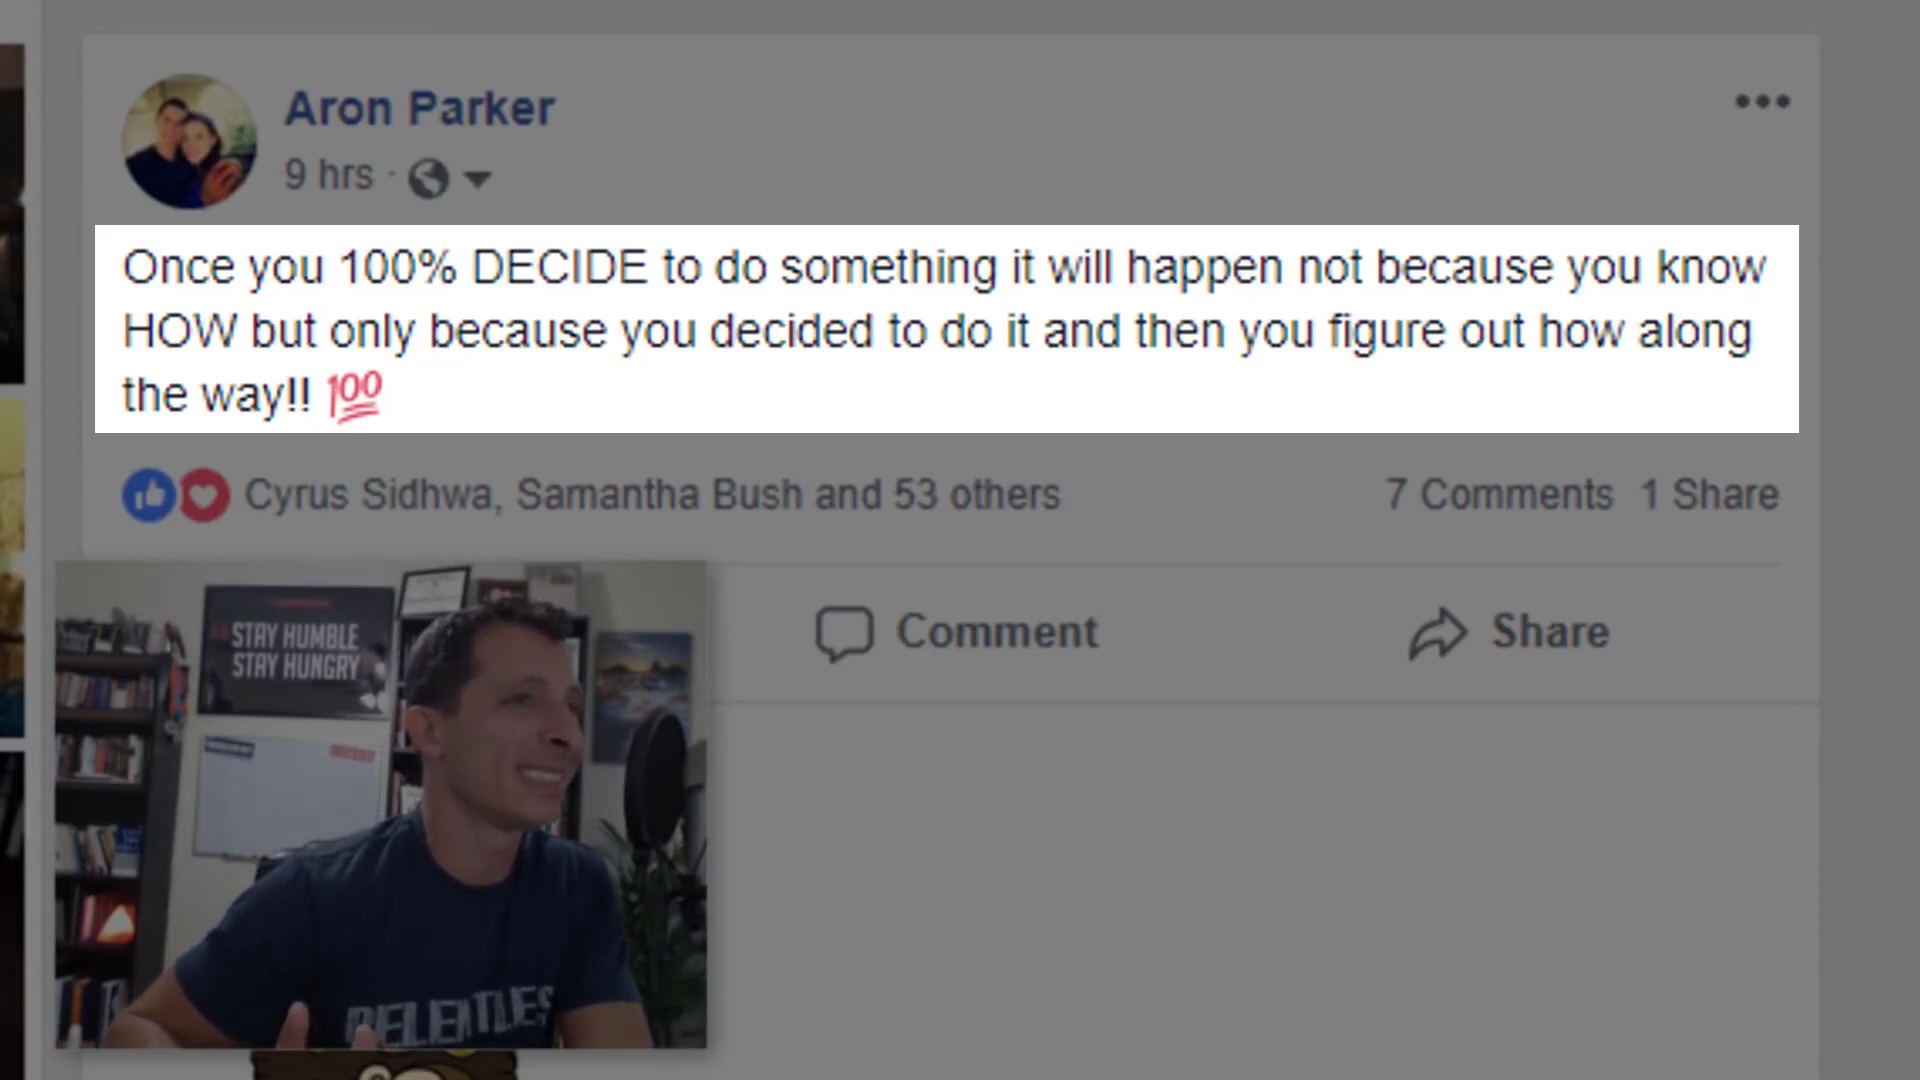 Aron Parker
9 hrs ·
Once you 100% DECIDE to do something it will happen not because you know
HOW but only because you decided to do it and then you figure out how along
the way!! 💯
Cyrus Sidhwa, Samantha Bush and 53 others
7 Comments 1 Share
Comment
Share
STAY HUMBLE
STAY HUNGRY
RELENTLES